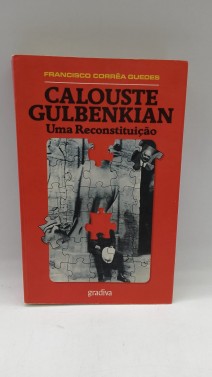 FRANCISCO CORRÊA GUEDES
CALOUSTE
GULBENKIAN
Uma Reconstituição
gradiva